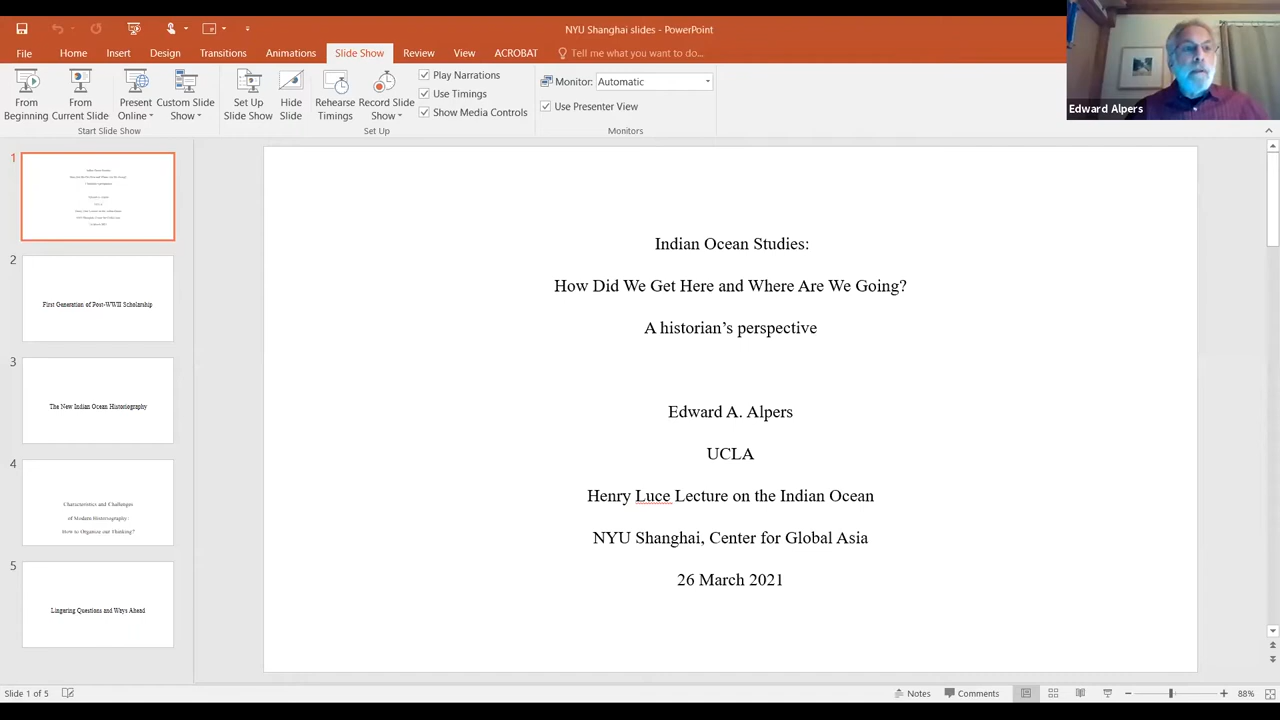 NYU Shanghai slides - PowerPoint
File Home Insert Design Transitions Animations Slide Show Review View ACROBAT Tell me what you want to do...
From Beginning
From Current Slide
Present Online
Custom Slide Show
Start Slide Show
Set Up Slide Show
Hide Slide
Rehearse Timings
Record Slide Show
Play Narrations
Use Timings
Show Media Controls
Set Up
Monitor: Automatic
Use Presenter View
Monitors
Edward Alpers
1
2
First Generation of Post-WWII Scholarship
3
The New Indian Ocean Historiography
4
Characteristics and Challenges
of Modern Historiography:
How to Organize our Thinking?
5
Lingering Questions and Ways Ahead
Indian Ocean Studies:
How Did We Get Here and Where Are We Going?
A historian’s perspective
Edward A. Alpers
UCLA
Henry Luce Lecture on the Indian Ocean
NYU Shanghai, Center for Global Asia
26 March 2021
Slide 1 of 5 Notes Comments 88%